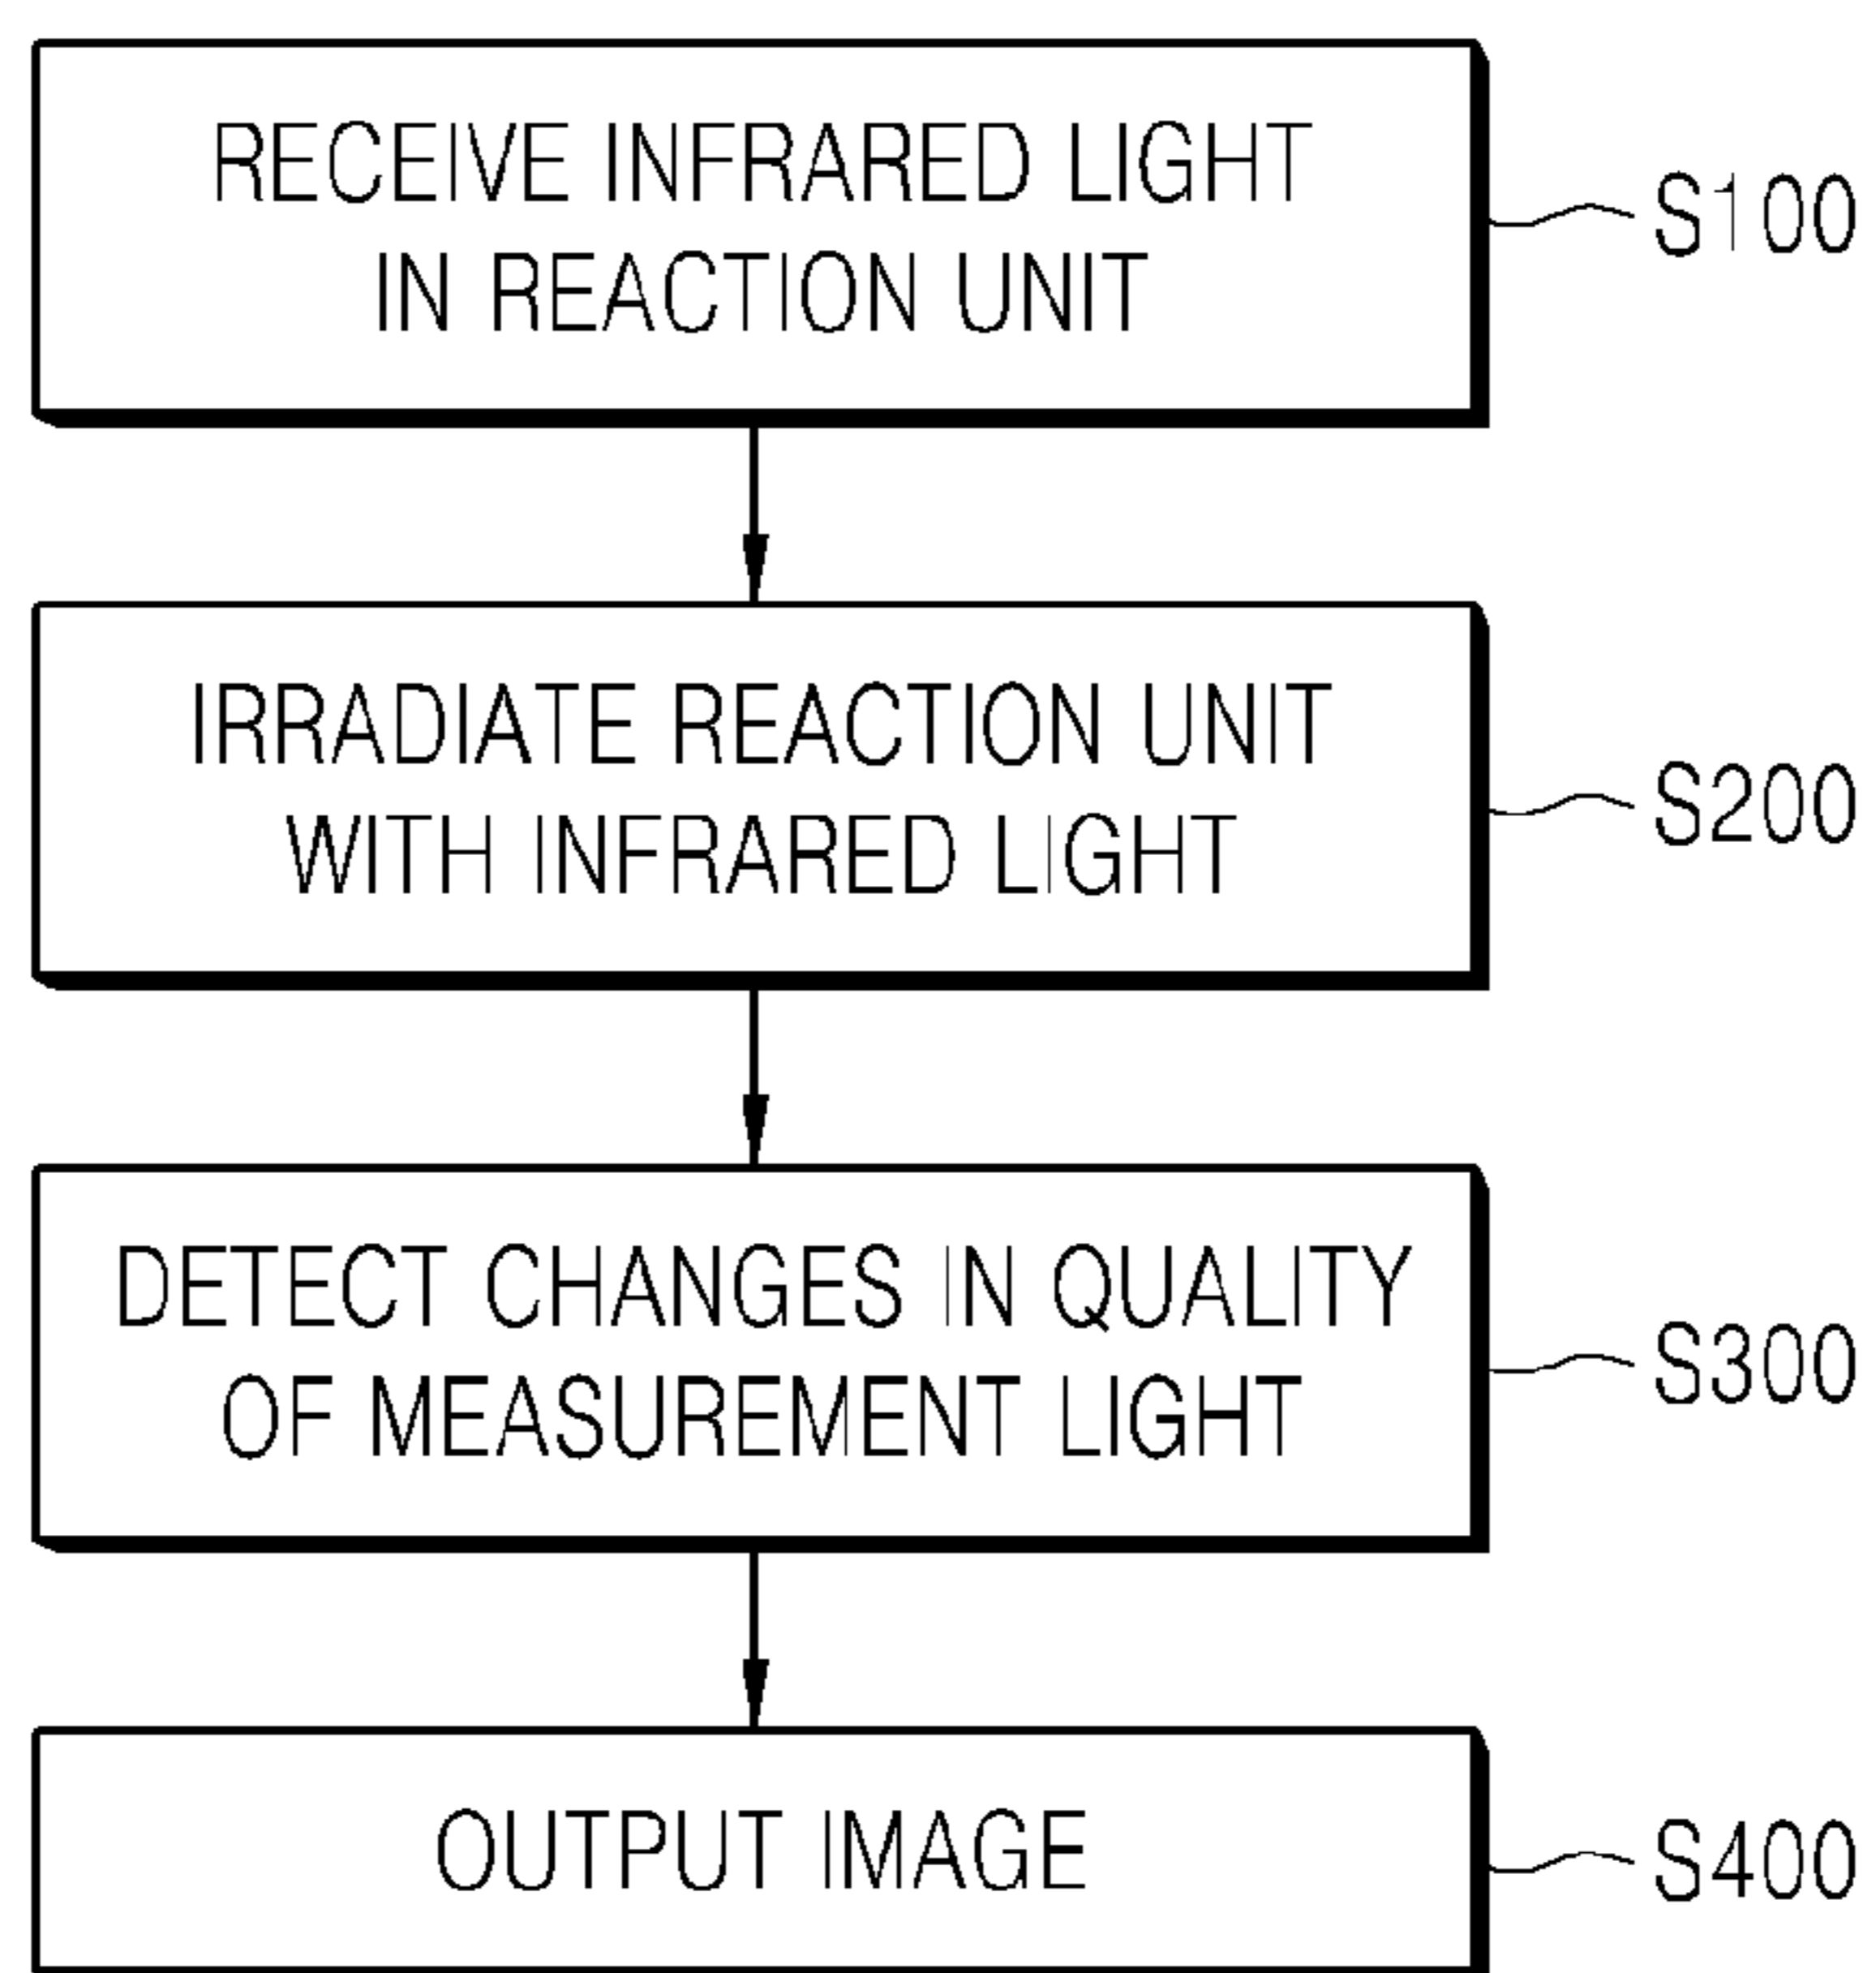 RECEIVE INFRARED LIGHT
IN REACTION UNIT
S100
IRRADIATE REACTION UNIT
WITH INFRARED LIGHT
S200
DETECT CHANGES IN QUALITY
OF MEASUREMENT LIGHT
S300
OUTPUT IMAGE
S400